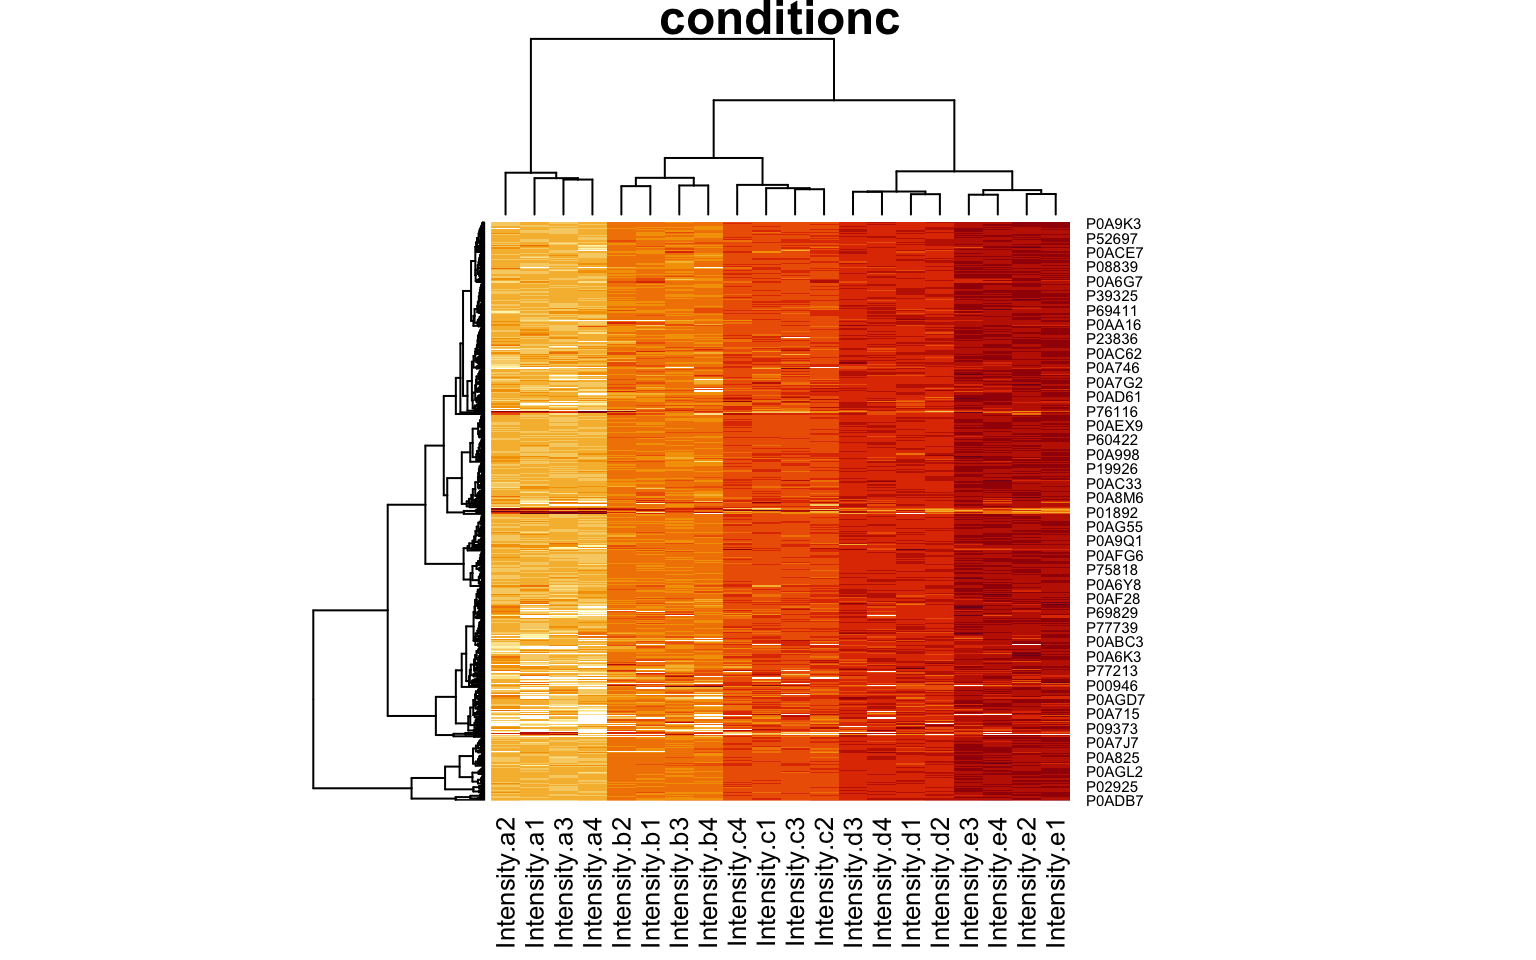 conditionc
P0A9K3
P52697
P0ACE7
P08839
P0A6G7
P39325
P69411
P0AA16
P23836
P0AC62
P0A746
P0A7G2
P0AD61
P76116
P0AEX9
P60422
P0A998
P19926
P0AC33
P0A8M6
P01892
P0AG55
P0A9Q1
P0AFG6
P75818
P0A6Y8
P0AF28
P69829
P77739
P0ABC3
P0A6K3
P77213
P00946
P0AGD7
P0A715
P09373
P0A7J7
P0A825
P0AGL2
P02925
P0ADB7
Intensity.a2
Intensity.a1
Intensity.a3
Intensity.a4
Intensity.b2
Intensity.b1
Intensity.b3
Intensity.b4
Intensity.c4
Intensity.c1
Intensity.c3
Intensity.c2
Intensity.d3
Intensity.d4
Intensity.d1
Intensity.d2
Intensity.e3
Intensity.e4
Intensity.e2
Intensity.e1